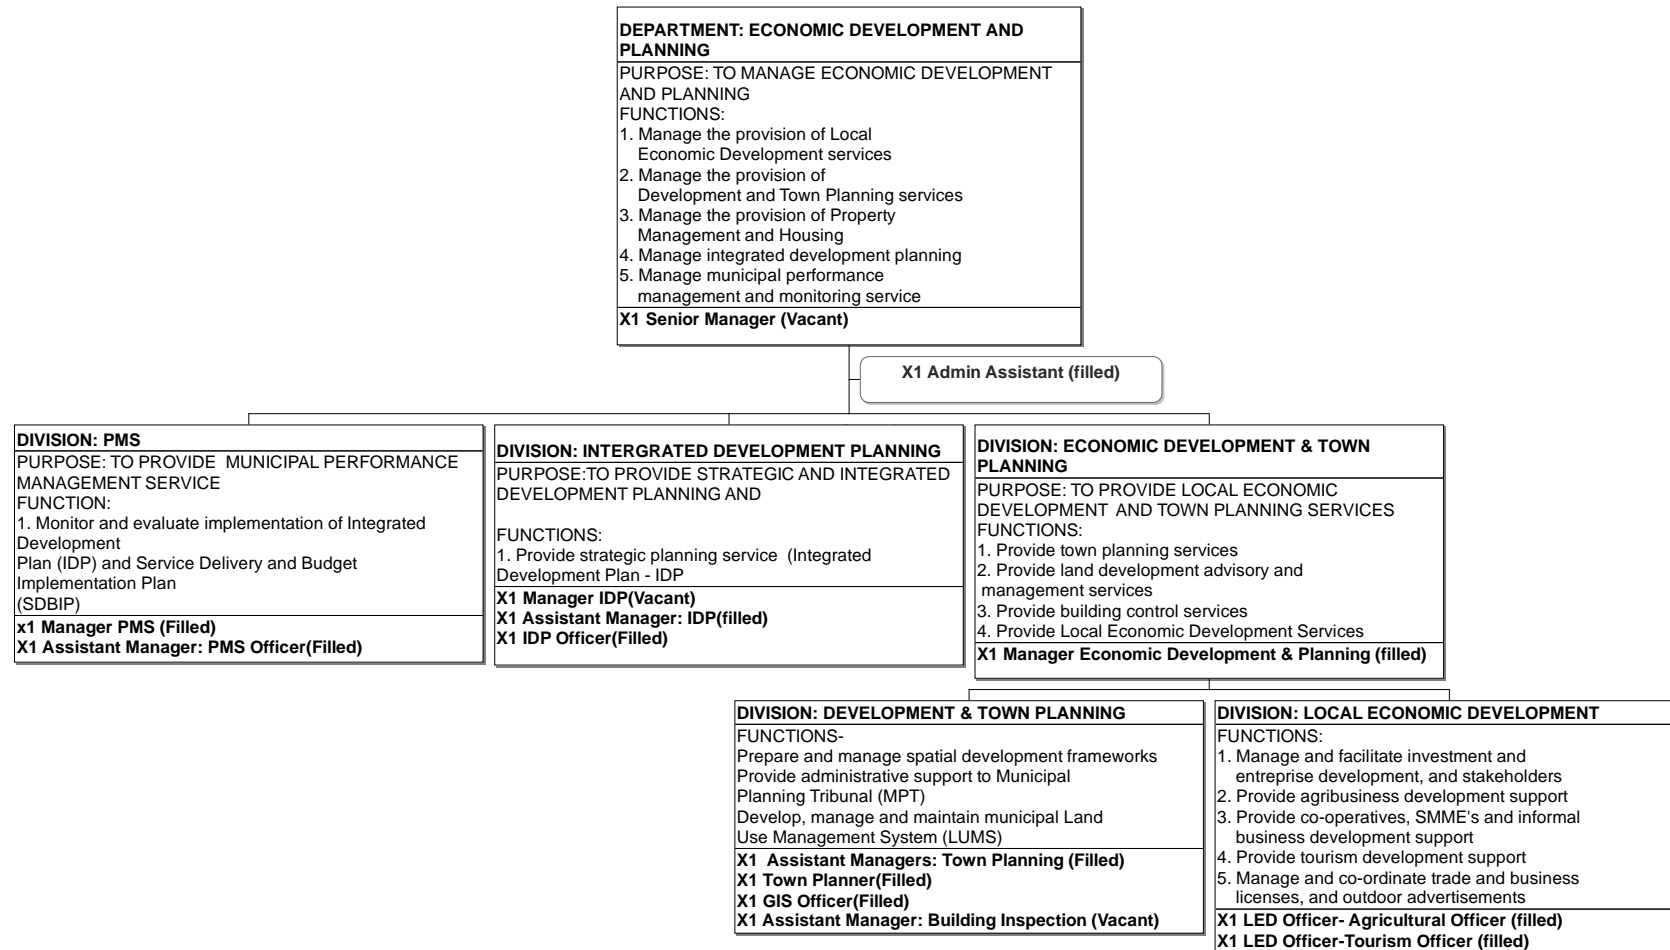 DEPARTMENT: ECONOMIC DEVELOPMENT AND
PLANNING
PURPOSE: TO MANAGE ECONOMIC DEVELOPMENT
AND PLANNING
FUNCTIONS:
1. Manage the provision of Local
Economic Development services
2. Manage the provision of
Development and Town Planning services
3. Manage the provision of Property
Management and Housing
4. Manage integrated development planning
5. Manage municipal performance
management and monitoring service
X1 Senior Manager (Vacant)
X1 Admin Assistant (filled)
DIVISION: PMS
PURPOSE: TO PROVIDE MUNICIPAL PERFORMANCE
MANAGEMENT SERVICE
FUNCTION:
1. Monitor and evaluate implementation of Integrated
Development
Plan (IDP) and Service Delivery and Budget
Implementation Plan
(SDBIP)
x1 Manager PMS (Filled)
X1 Assistant Manager: PMS Officer(Filled)
DIVISION: INTERGRATED DEVELOPMENT PLANNING
PURPOSE:TO PROVIDE STRATEGIC AND INTEGRATED
DEVELOPMENT PLANNING AND
FUNCTIONS:
1. Provide strategic planning service (Integrated
Development Plan - IDP
X1 Manager IDP(Vacant)
X1 Assistant Manager: IDP(filled)
X1 IDP Officer(Filled)
DIVISION: ECONOMIC DEVELOPMENT & TOWN
PLANNING
PURPOSE: TO PROVIDE LOCAL ECONOMIC
DEVELOPMENT AND TOWN PLANNING SERVICES
FUNCTIONS:
1. Provide town planning services
2. Provide land development advisory and
management services
3. Provide building control services
4. Provide Local Economic Development Services
X1 Manager Economic Development & Planning (filled)
DIVISION: DEVELOPMENT & TOWN PLANNING
FUNCTIONS-
Prepare and manage spatial development frameworks
Provide administrative support to Municipal
Planning Tribunal (MPT)
Develop, manage and maintain municipal Land
Use Management System (LUMS)
X1 Assistant Managers: Town Planning (Filled)
X1 Town Planner(Filled)
X1 GIS Officer(Filled)
X1 Assistant Manager: Building Inspection (Vacant)
DIVISION: LOCAL ECONOMIC DEVELOPMENT
FUNCTIONS:
1. Manage and facilitate investment and
entreprise development, and stakeholders
2. Provide agribusiness development support
3. Provide co-operatives, SMME's and informal
business development support
4. Provide tourism development support
5. Manage and co-ordinate trade and business
licenses, and outdoor advertisements
X1 LED Officer- Agricultural Officer (filled)
X1 LED Officer-Tourism Officer (filled)